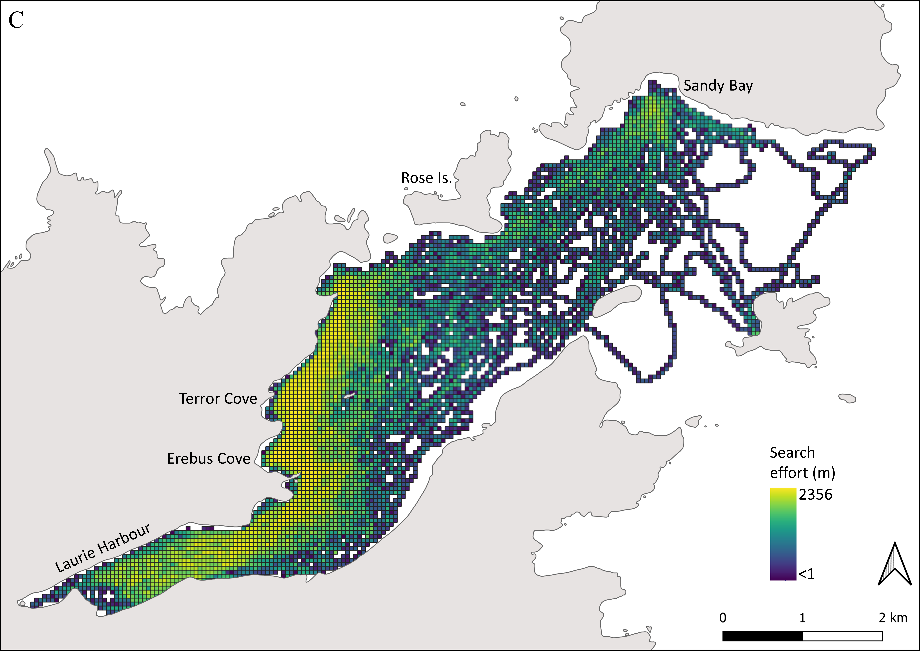 C
Sandy Bay
Rose Is.
Terror Cove
Erebus Cove
Laurie Harbour
Search
effort (m)
2356
<1
0 1 2 km